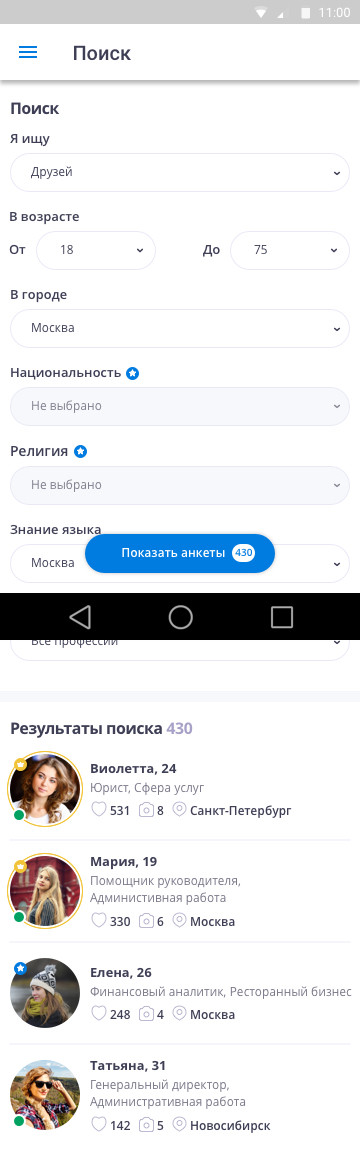 11:00
Поиск
Поиск
Я ищу
Друзей
В возрасте
От 18 До 75
В городе
Москва
Национальность
Не выбрано
Религия
Не выбрано
Знание языка
Москва
Показать анкеты 430
Все профессии
Результаты поиска 430
Виолетта, 24
Юрист, Сфера услуг
531 8 Санкт-Петербург
Мария, 19
Помощник руководителя,
Админиcтивная работа
330 6 Москва
Елена, 26
Финансовый аналитик, Ресторанный бизнес
248 4 Москва
Татьяна, 31
Генеральный директор,
Административная работа
142 5 Новосибирск